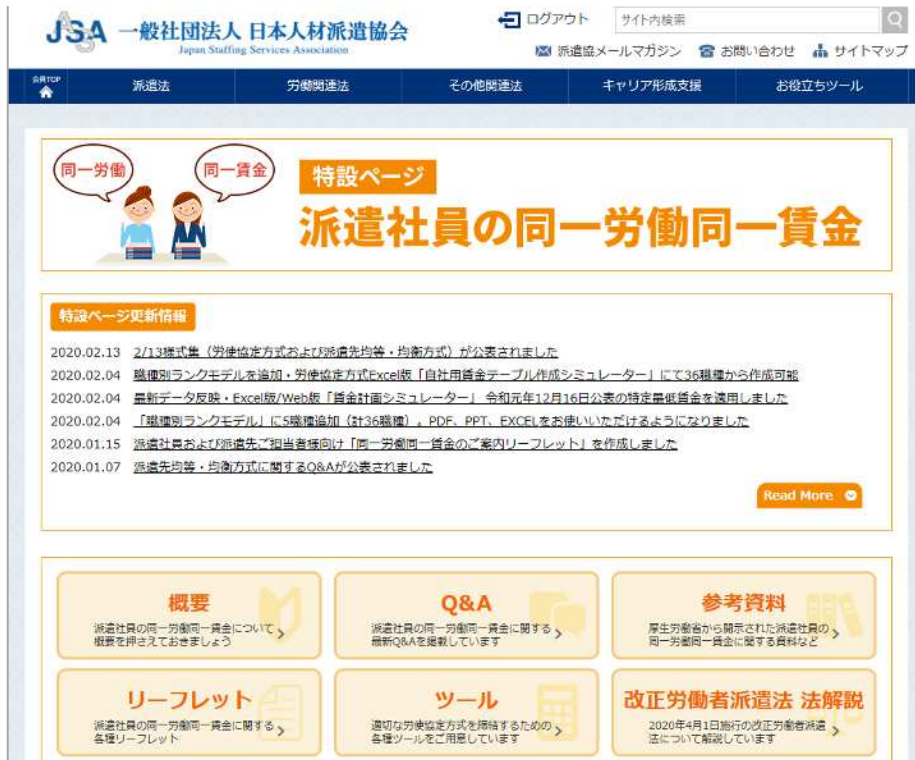 JSA 一般社団法人 日本人材派遣協会
Japan Staffing Services Association
ログアウト
サイト内検索
派遣協メールマガジン
お問い合わせ
サイトマップ
会員TOP
派遣法
労働関連法
その他関連法
キャリア形成支援
お役立ちツール
同一労働
同一賃金
特設ページ
派遣社員の同一労働同一賃金
特設ページ更新情報
2020.02.13 2/13様式集（労使協定方式および派遣先均等・均衡方式）が公表されました
2020.02.04 職種別ランクモデルを追加・労使協定方式Excel版「自社用賃金テーブル作成シミュレーター」にて36職種から作成可能
2020.02.04 最新データ反映・Excel版/Web版「賃金計画シミュレーター」 令和元年12月16日公表の特定最低賃金を適用しました
2020.02.04 「職種別ランクモデル」に5職種追加（計36職種）。PDF、PPT、EXCELをお使いいただけるようになりました
2020.01.15 派遣社員および派遣先ご担当者様向け「同一労働同一賃金のご案内リーフレット」を作成しました
2020.01.07 派遣先均等・均衡方式に関するQ&Aが公表されました
Read More
概要
派遣社員の同一労働同一賃金について
概要を押さえておきましょう
Q&A
派遣社員の同一労働同一賃金に関する
最新Q&Aを掲載しています
参考資料
厚生労働省から開示された派遣社員の
同一労働同一賃金に関する資料など
リーフレット
派遣社員の同一労働同一賃金に関する
各種リーフレット
ツール
適切な労使協定方式を締結するための
各種ツールをご用意しています
改正労働者派遣法 法解説
2020年4月1日施行の改正労働者派遣
法について解説しています